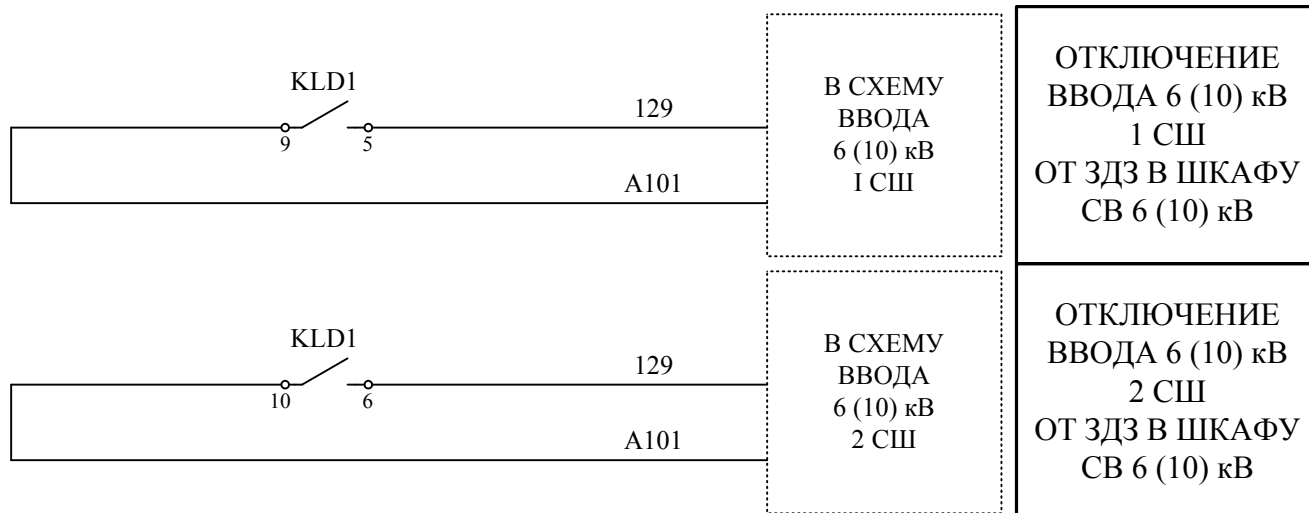 KLD1
9
5
129
А101
В СХЕМУ
ВВОДА
6 (10) кВ
I СШ
ОТКЛЮЧЕНИЕ
ВВОДА 6 (10) кВ
1 СШ
ОТ ЗДЗ В ШКАФУ
СВ 6 (10) кВ
KLD1
10
6
129
А101
В СХЕМУ
ВВОДА
6 (10) кВ
2 СШ
ОТКЛЮЧЕНИЕ
ВВОДА 6 (10) кВ
2 СШ
ОТ ЗДЗ В ШКАФУ
СВ 6 (10) кВ